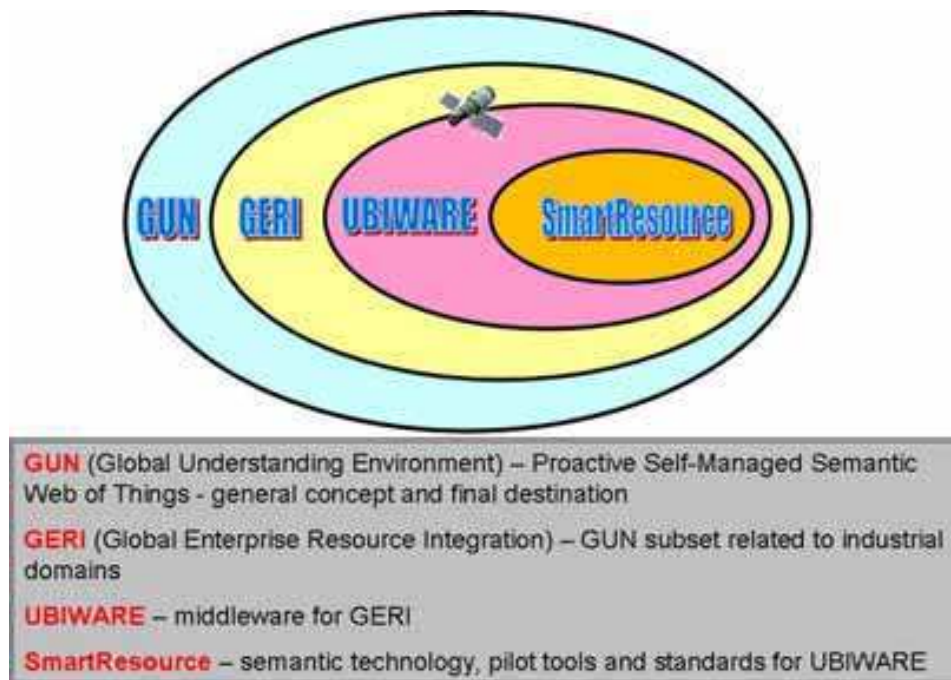 GUN GERI UBIWARE SmartResource
GUN (Global Understanding Environment) – Proactive Self-Managed Semantic
Web of Things - general concept and final destination
GERI (Global Enterprise Resource Integration) – GUN subset related to industrial
domains
UBIWARE – middleware for GERI
SmartResource – semantic technology, pilot tools and standards for UBIWARE